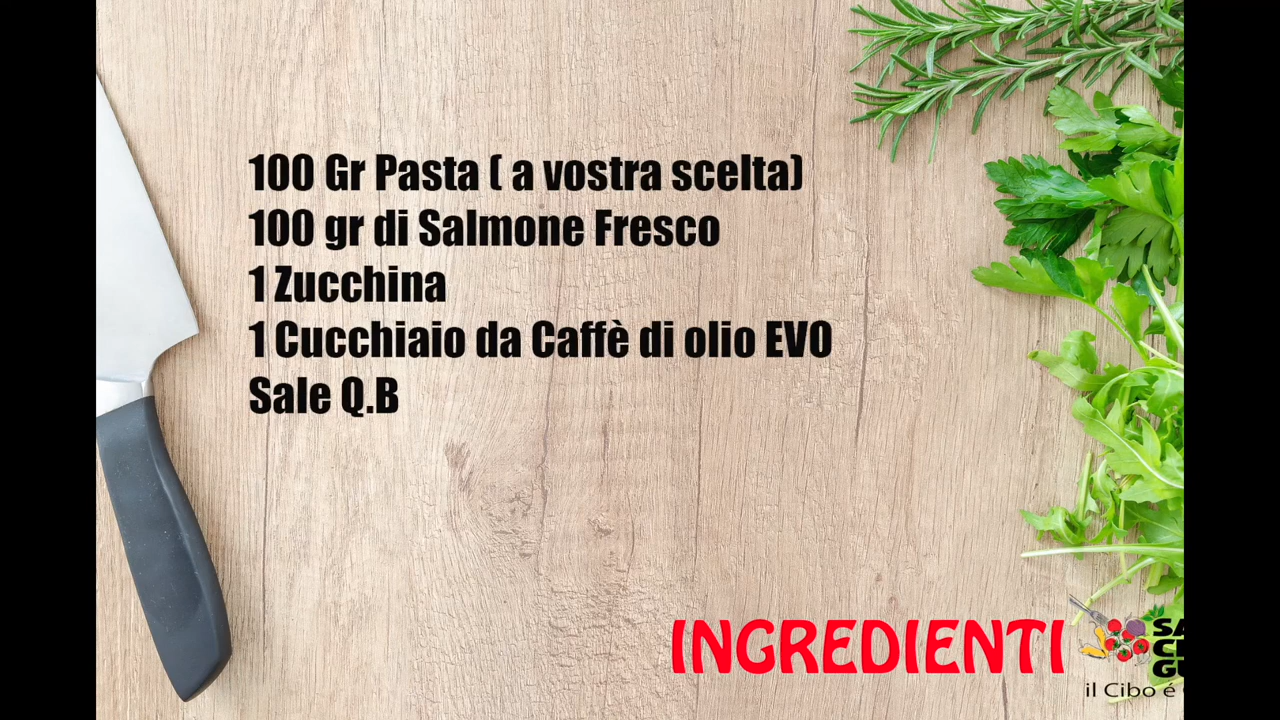 100 Gr Pasta ( a vostra scelta)
100 gr di Salmone Fresco
1 Zucchina
1 Cucchiaio da Caffè di olio EVO
Sale Q.B
INGREDIENTI
il Cibo é